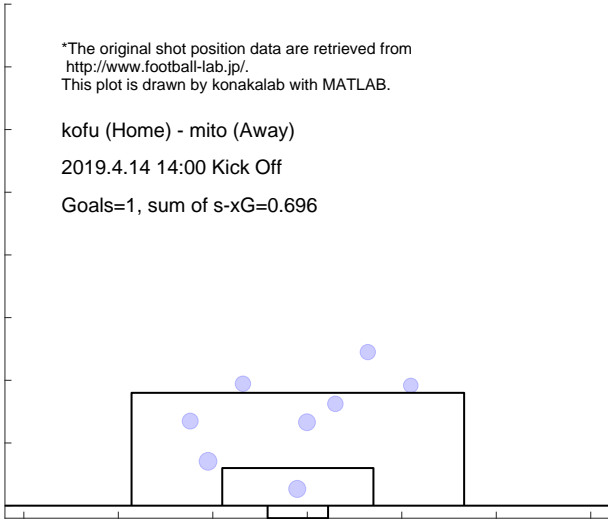 *The original shot position data are retrieved from
http://www.football-lab.jp/.
This plot is drawn by konakalab with MATLAB.
kofu (Home) - mito (Away)
2019.4.14 14:00 Kick Off
Goals=1, sum of s-xG=0.696